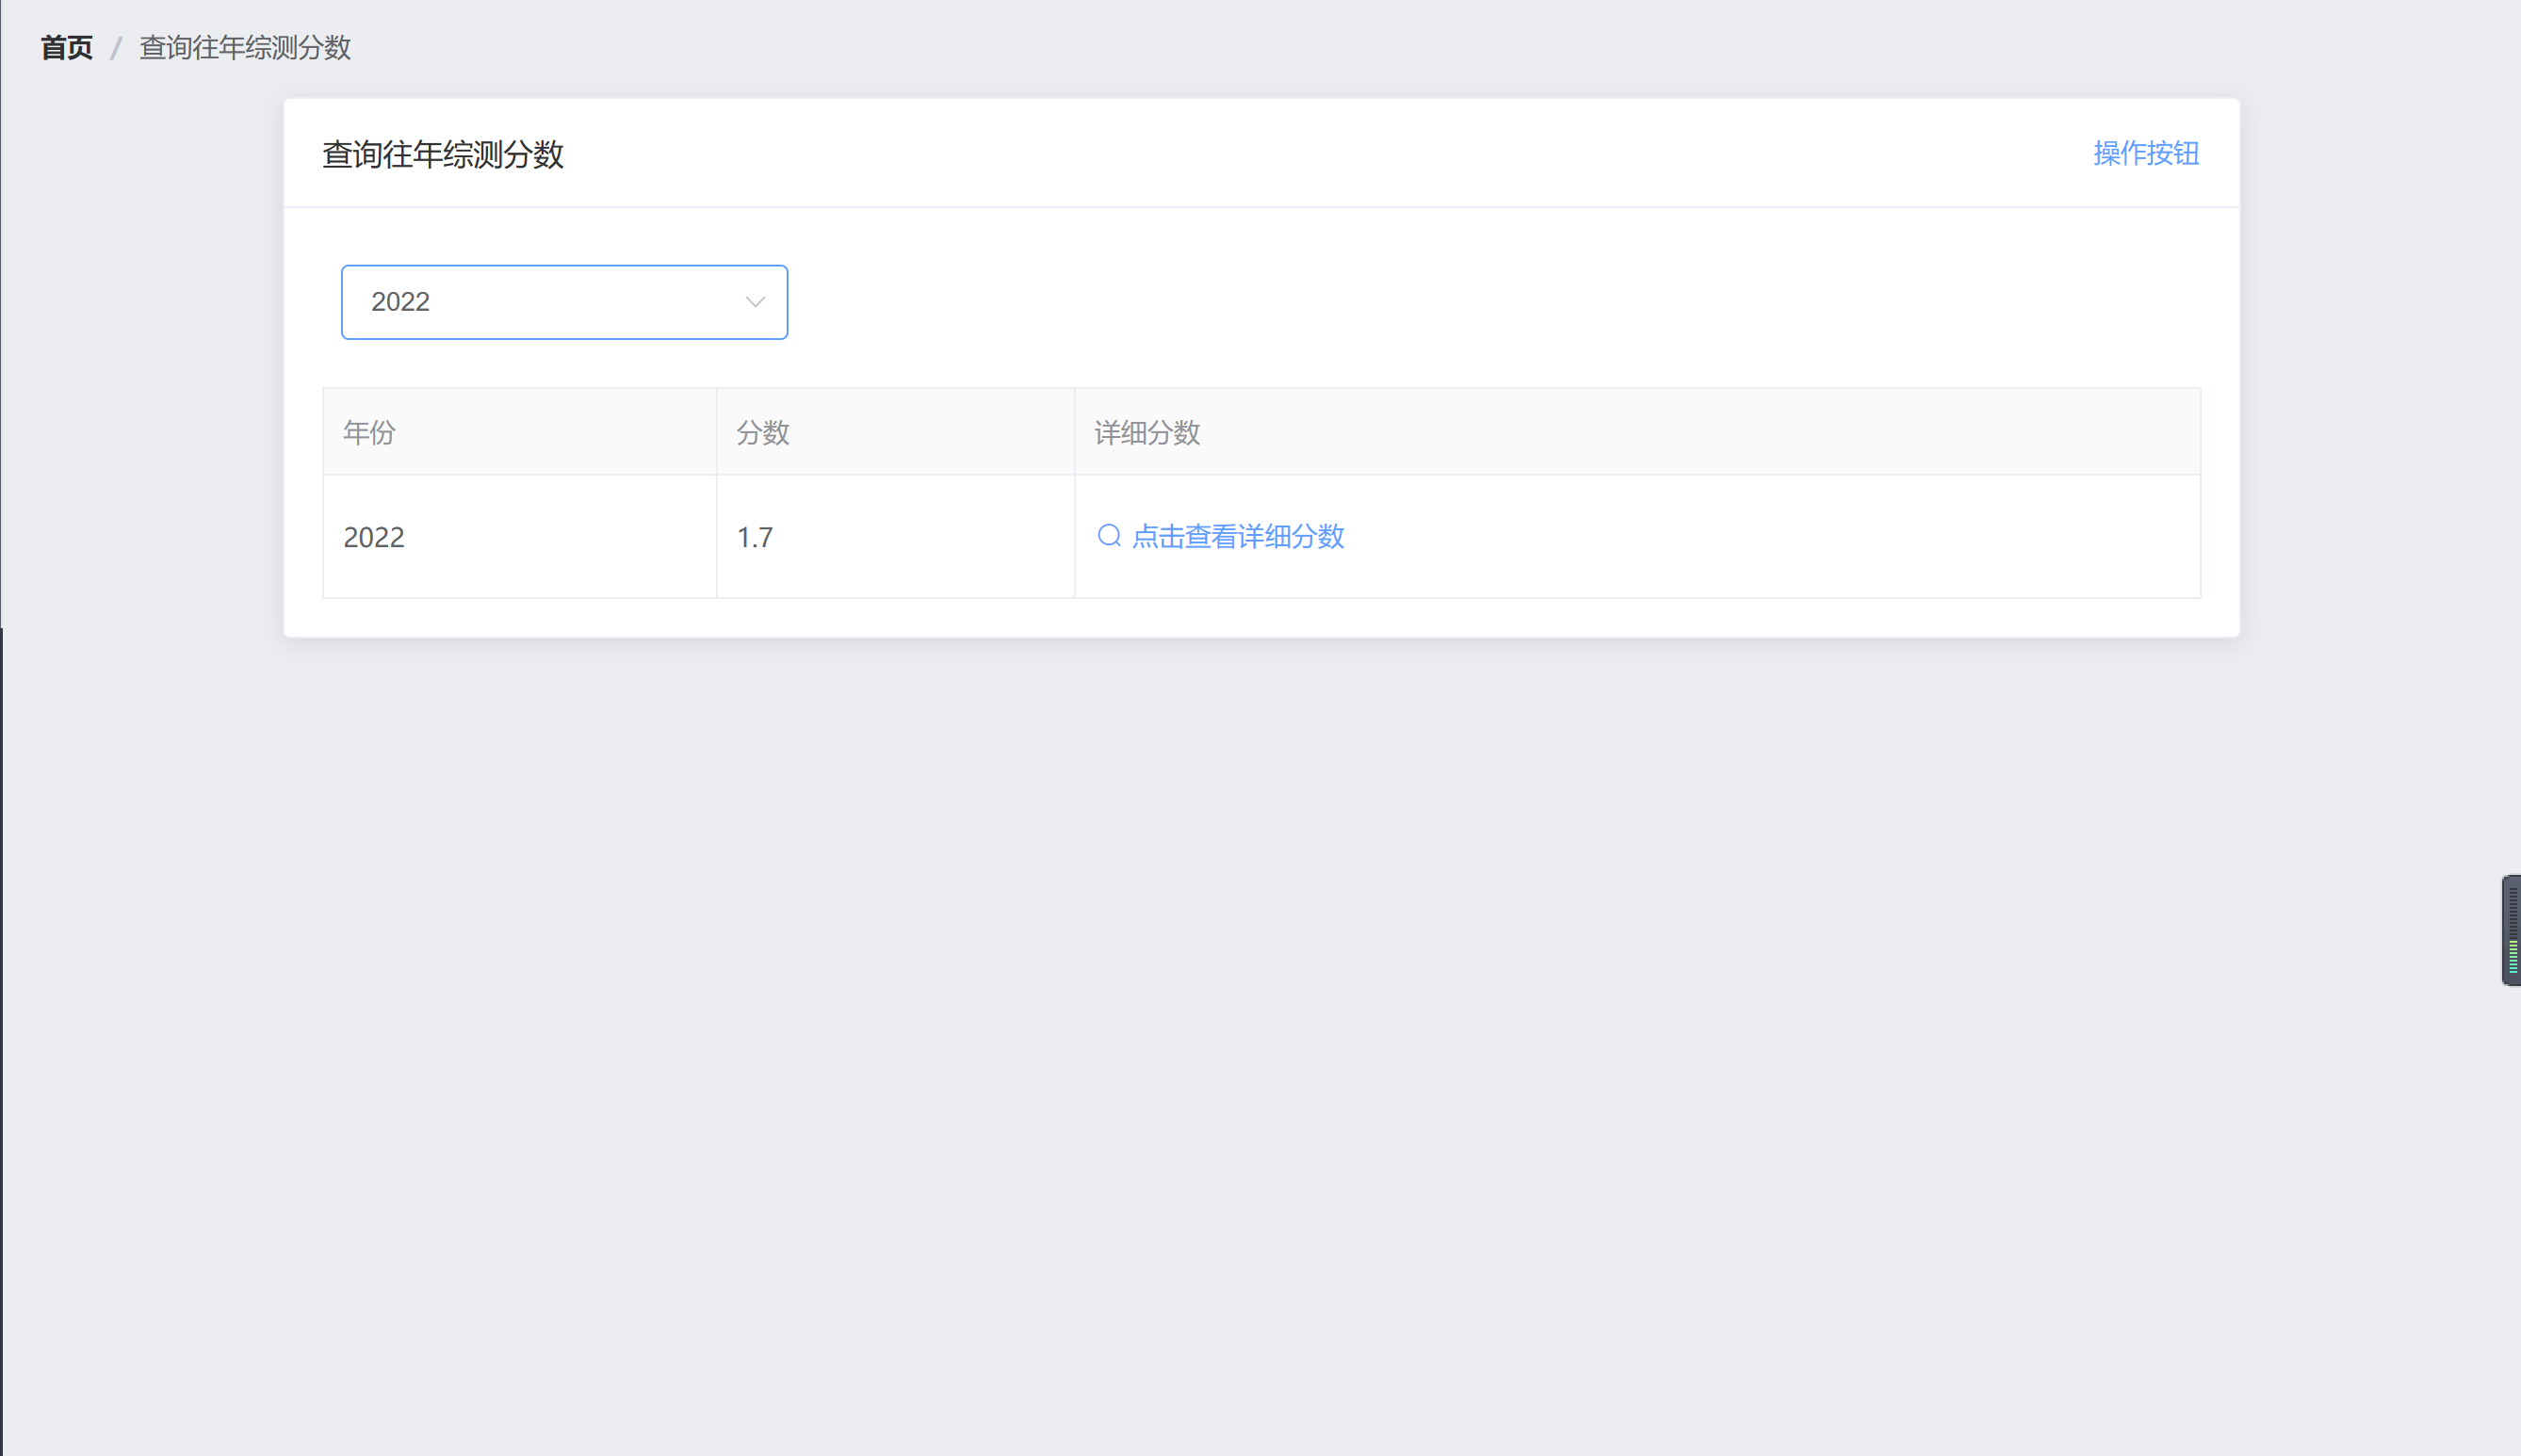 首页 / 查询往年综测分数
查询往年综测分数 操作按钮
2022
年份 分数 详细分数
2022 1.7 点击查看详细分数